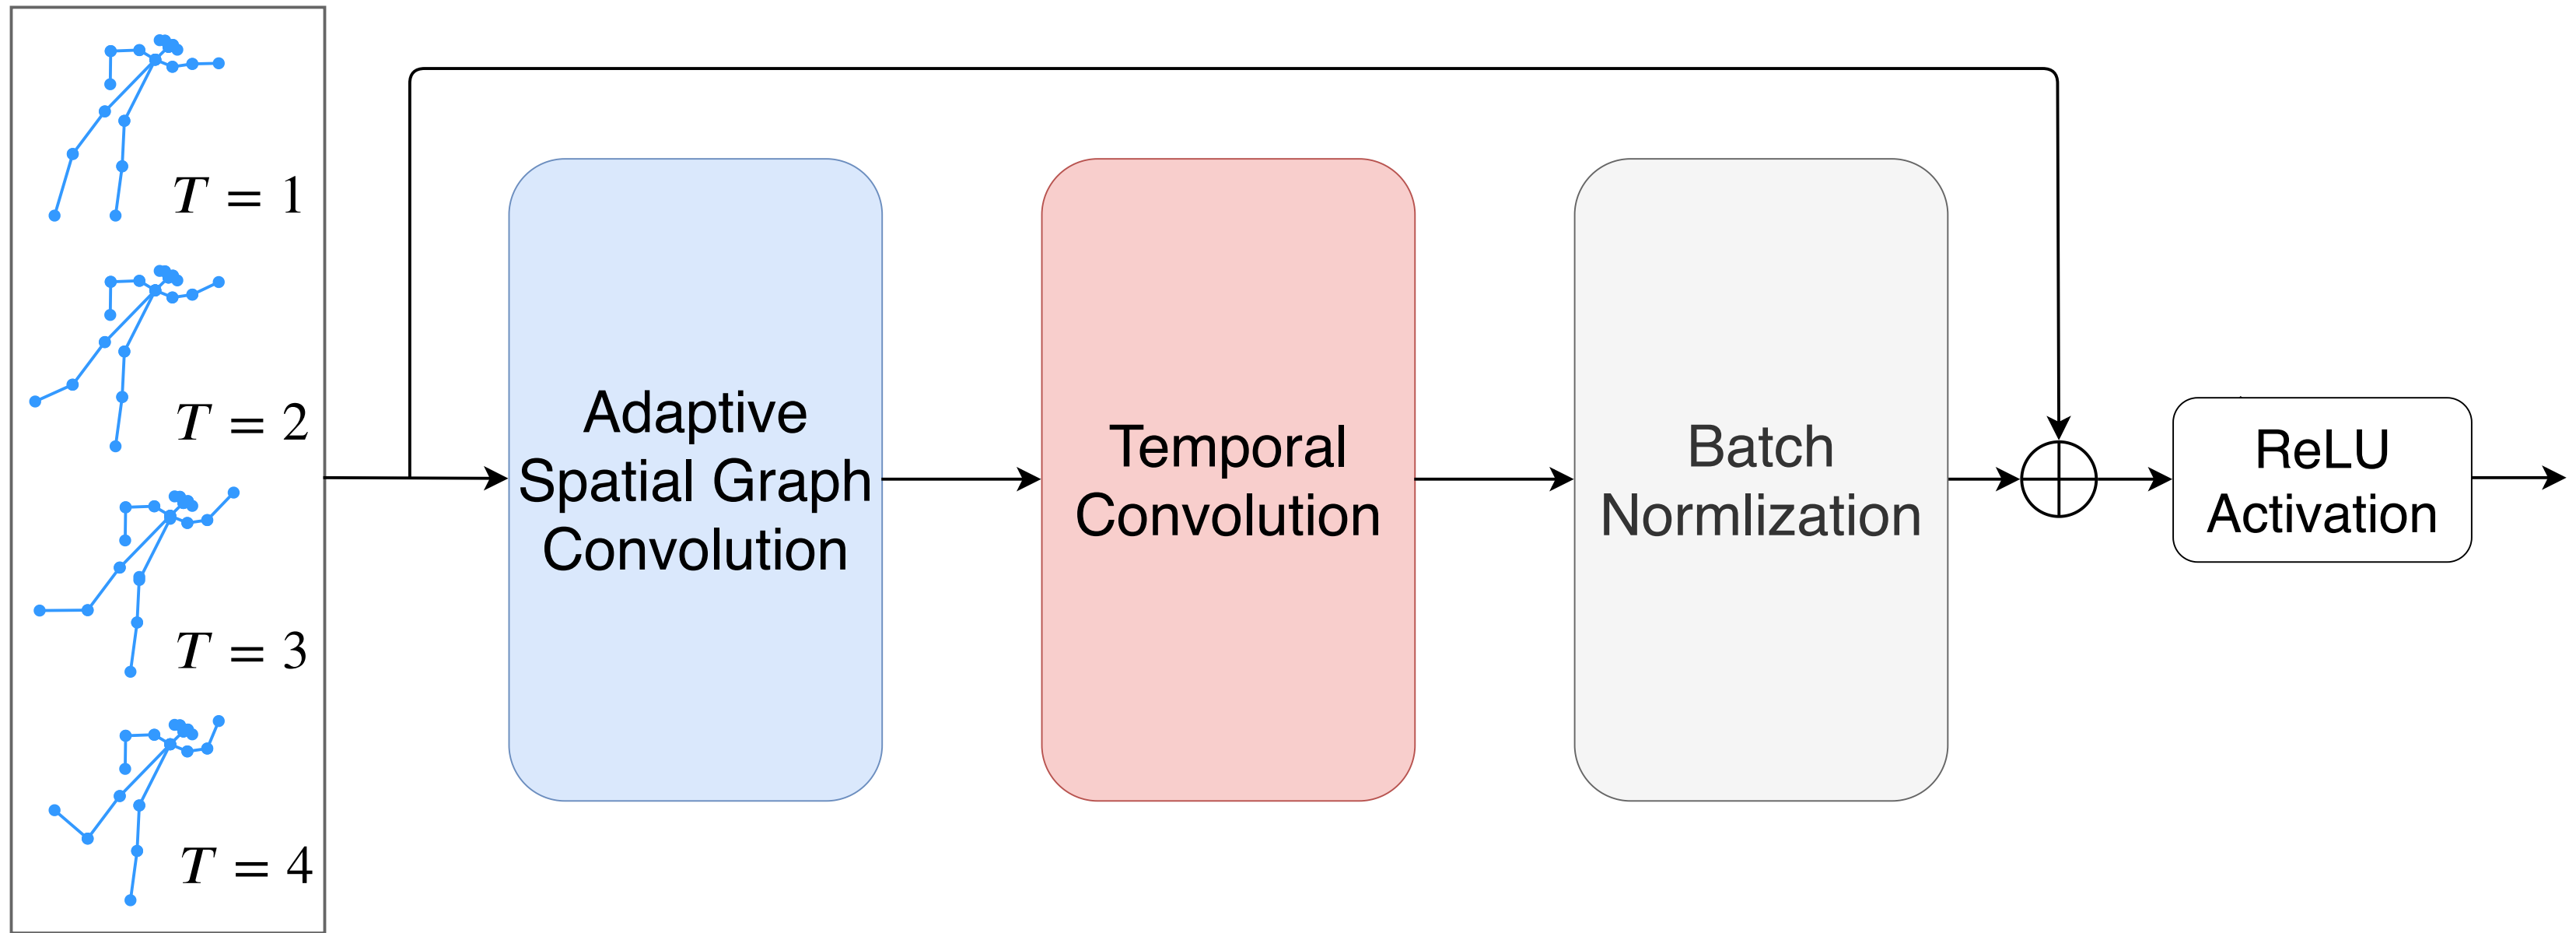 T = 1
T = 2
T = 3
T = 4
Adaptive
Spatial Graph
Convolution
Temporal
Convolution
Batch
Normlization
ReLU
Activation